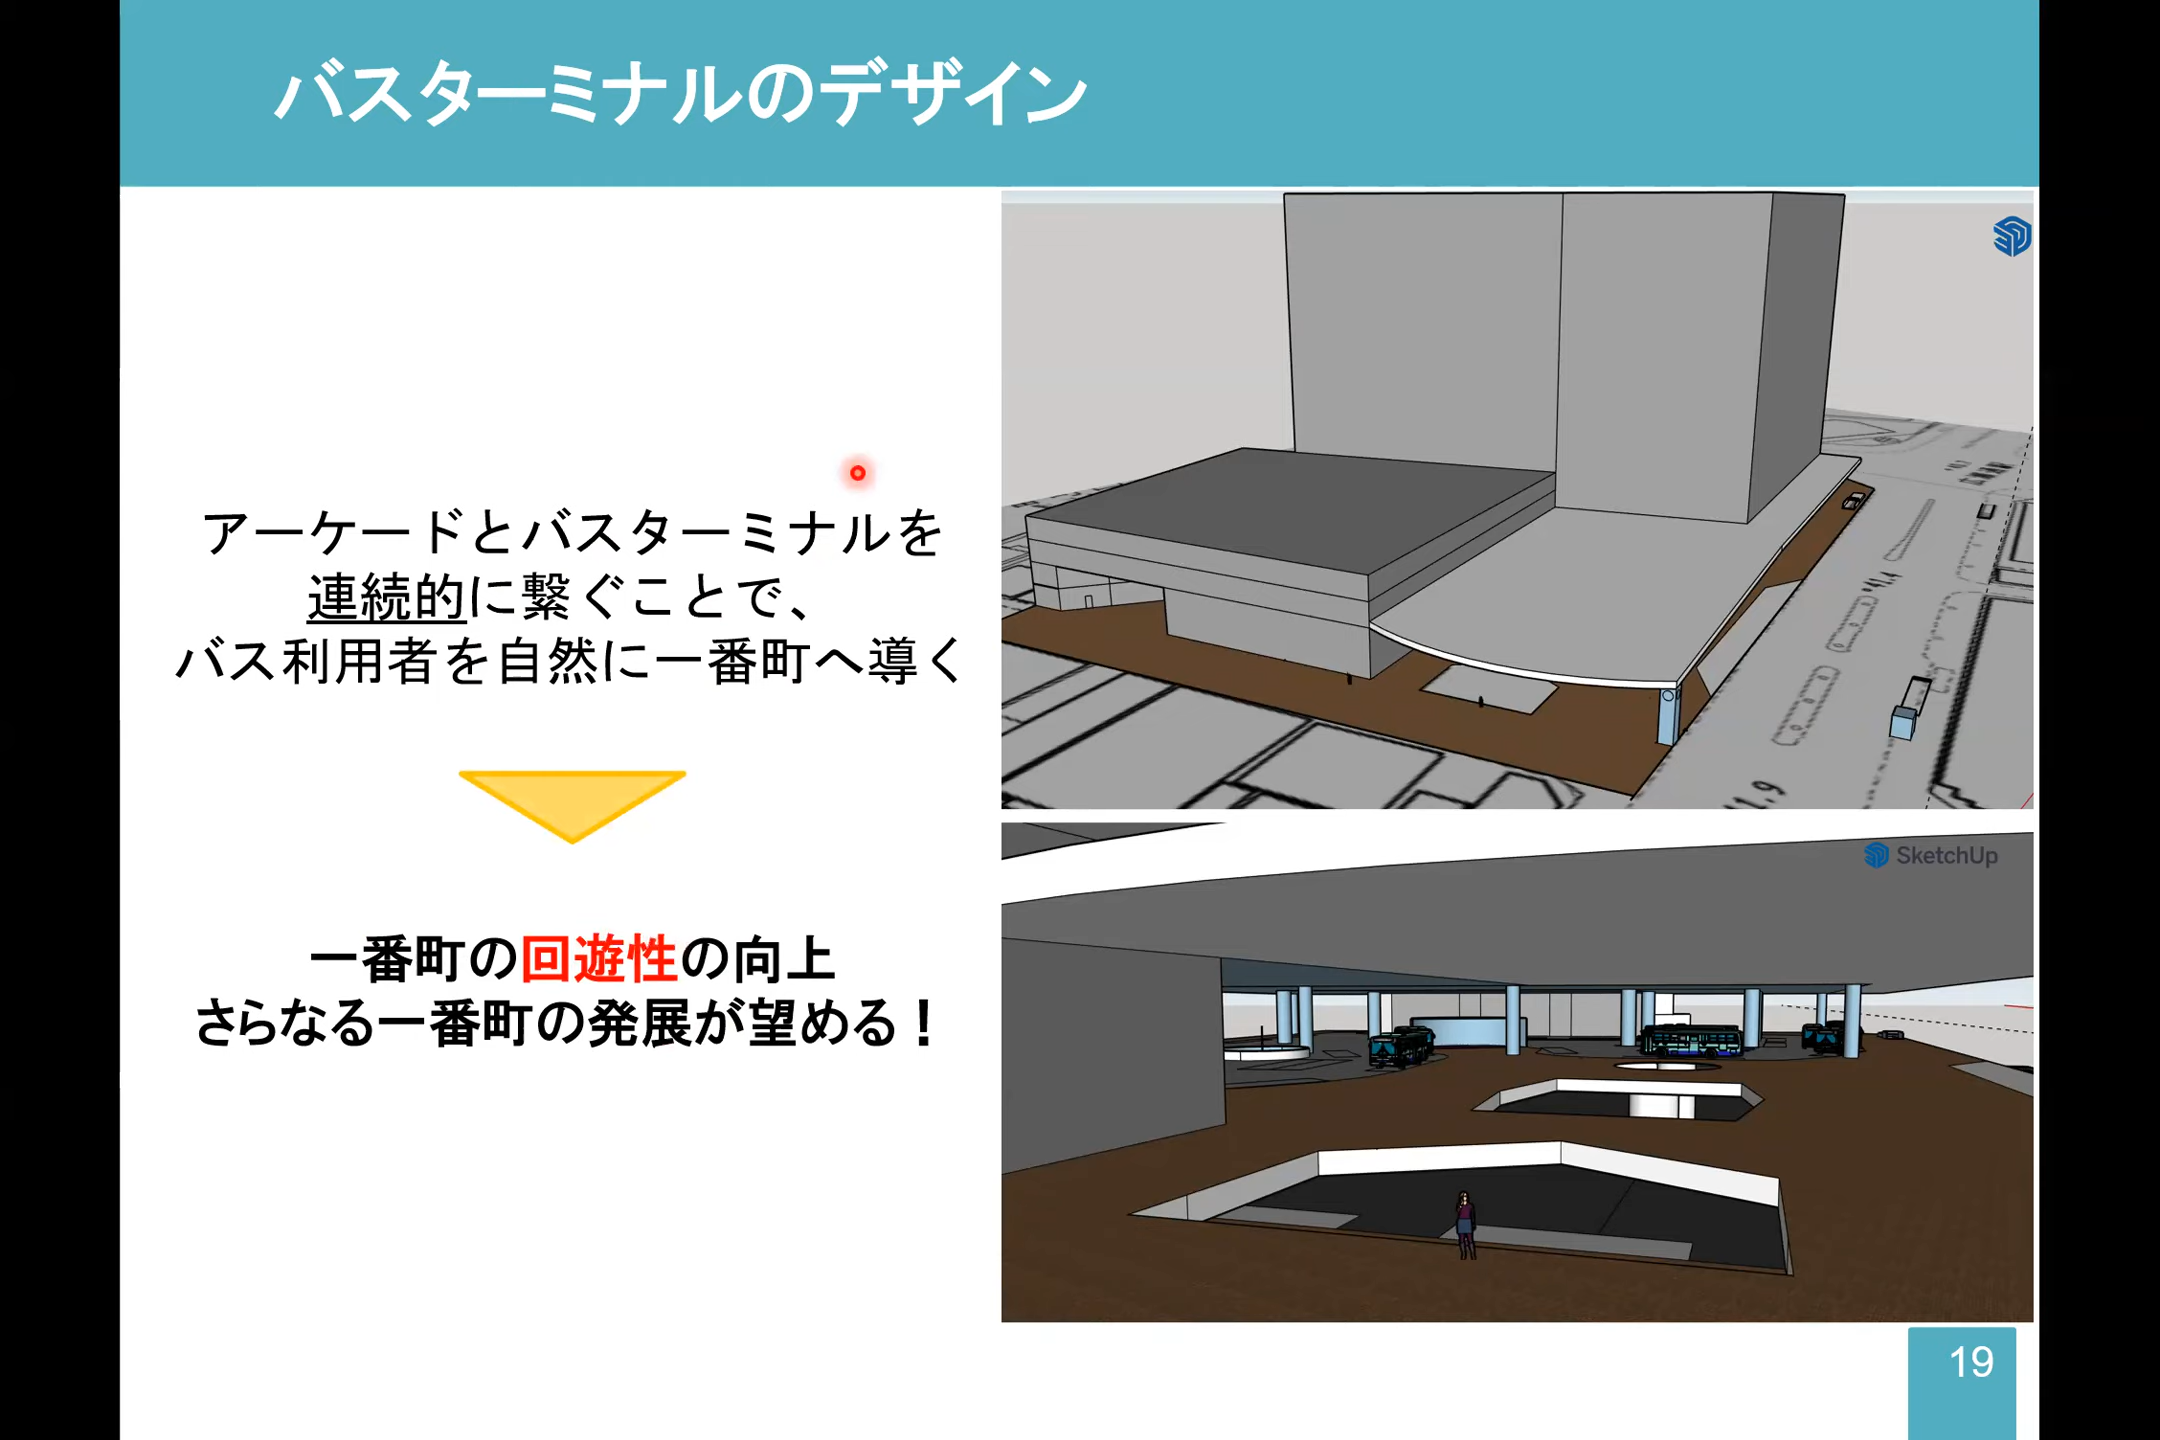 バスターミナルのデザイン
アーケードとバスターミナルを
連続的に繋ぐことで、
バス利用者を自然に一番町へ導く
一番町の回遊性の向上
さらなる一番町の発展が望める！
41.4
1.9
SketchUp
19